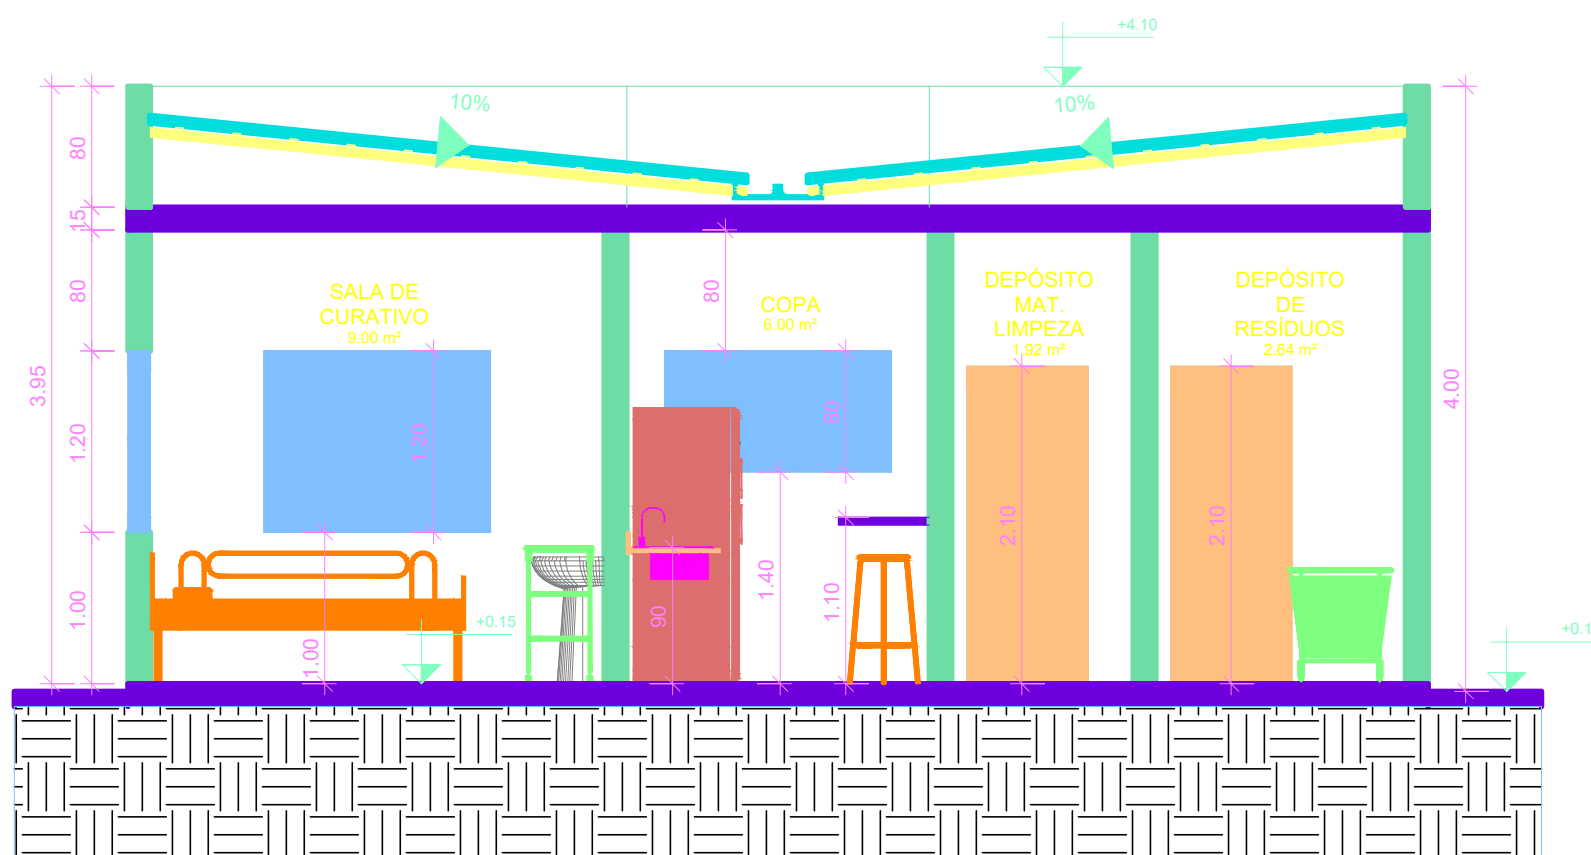 +4.10
10%
10%
80
15
80
3.95
1.20
1.00
SALA DE
CURATIVO
9.00 m²
1.20
1.00
+0.15
80
COPA
6.00 m²
80
90
1.40
1.10
DEPÓSITO
MAT.
LIMPEZA
1.92 m²
2.10
DEPÓSITO
DE
RESÍDUOS
2.64 m²
2.10
4.00
+0.1